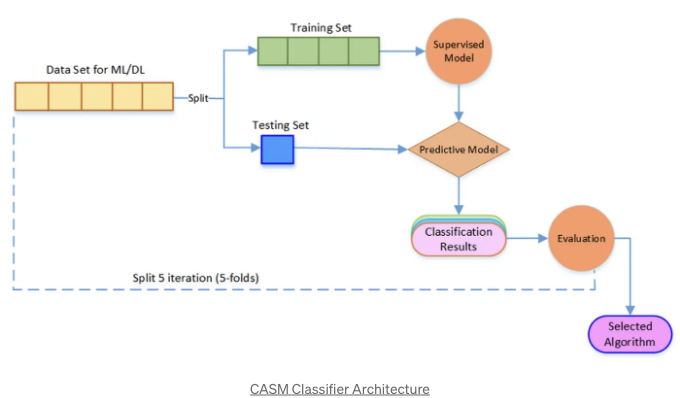 Training Set
Supervised
Model
Data Set for ML/DL
Split
Testing Set
Predictive Model
Classification
Results
Evaluation
Split 5 iteration (5-folds)
Selected
Algorithm
CASM Classifier Architecture